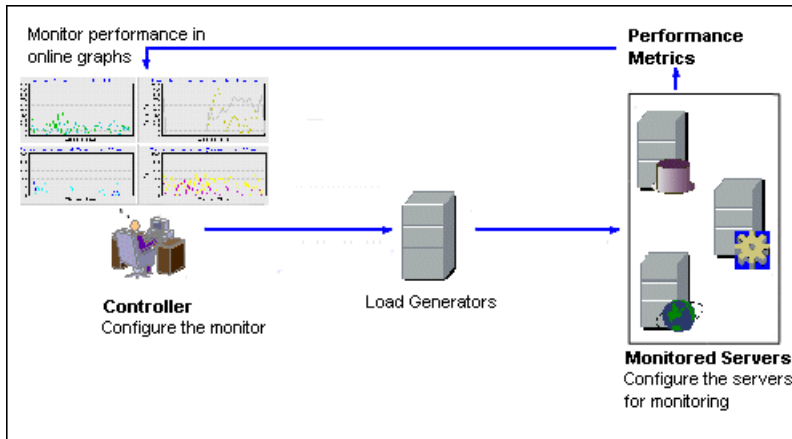 Monitor performance in
online graphs
Performance
Metrics
Controller
Configure the monitor
Load Generators
Monitored Servers
Configure the servers
for monitoring